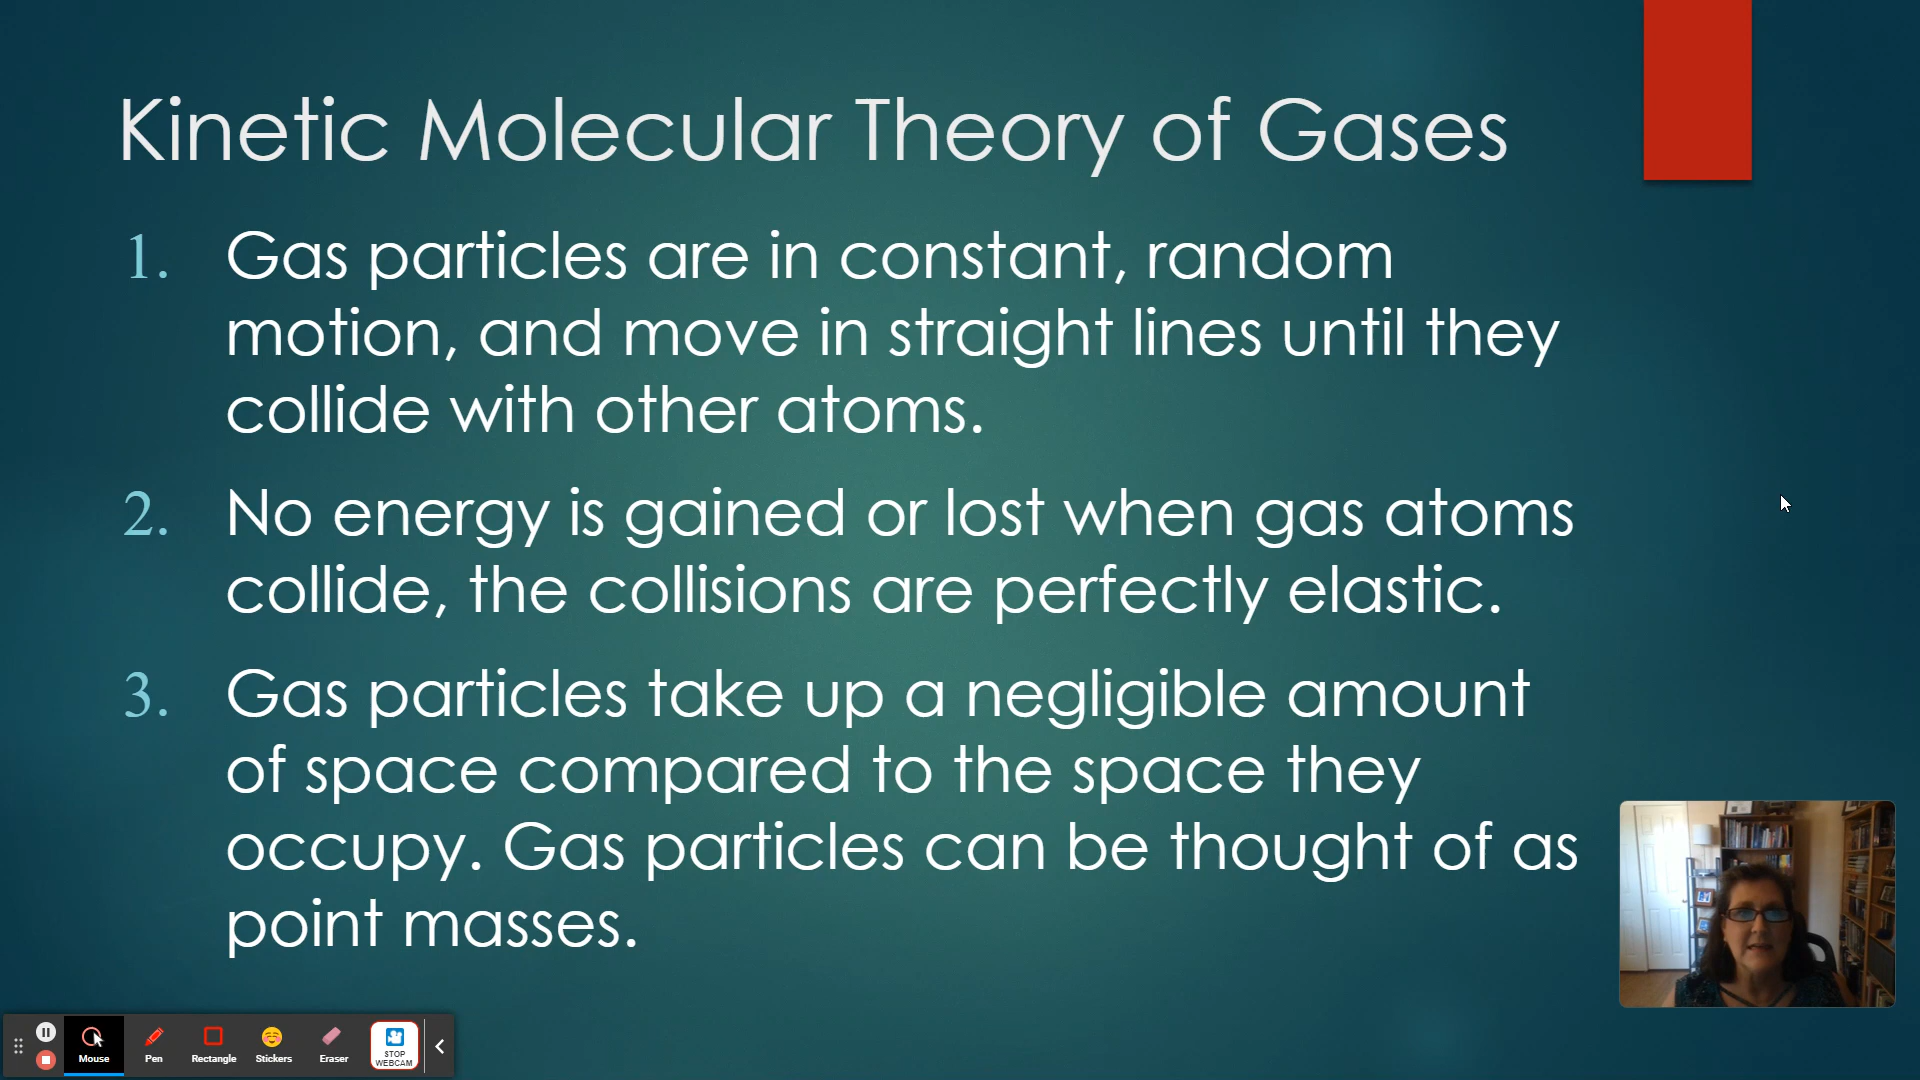 Kinetic Molecular Theory of Gases
1. Gas particles are in constant, random
motion, and move in straight lines until they
collide with other atoms.
2. No energy is gained or lost when gas atoms
collide, the collisions are perfectly elastic.
3. Gas particles take up a negligible amount
of space compared to the space they
occupy. Gas particles can be thought of as
point masses.
Mouse Pen Rectangle Stickers Eraser STOP
WEBCAM